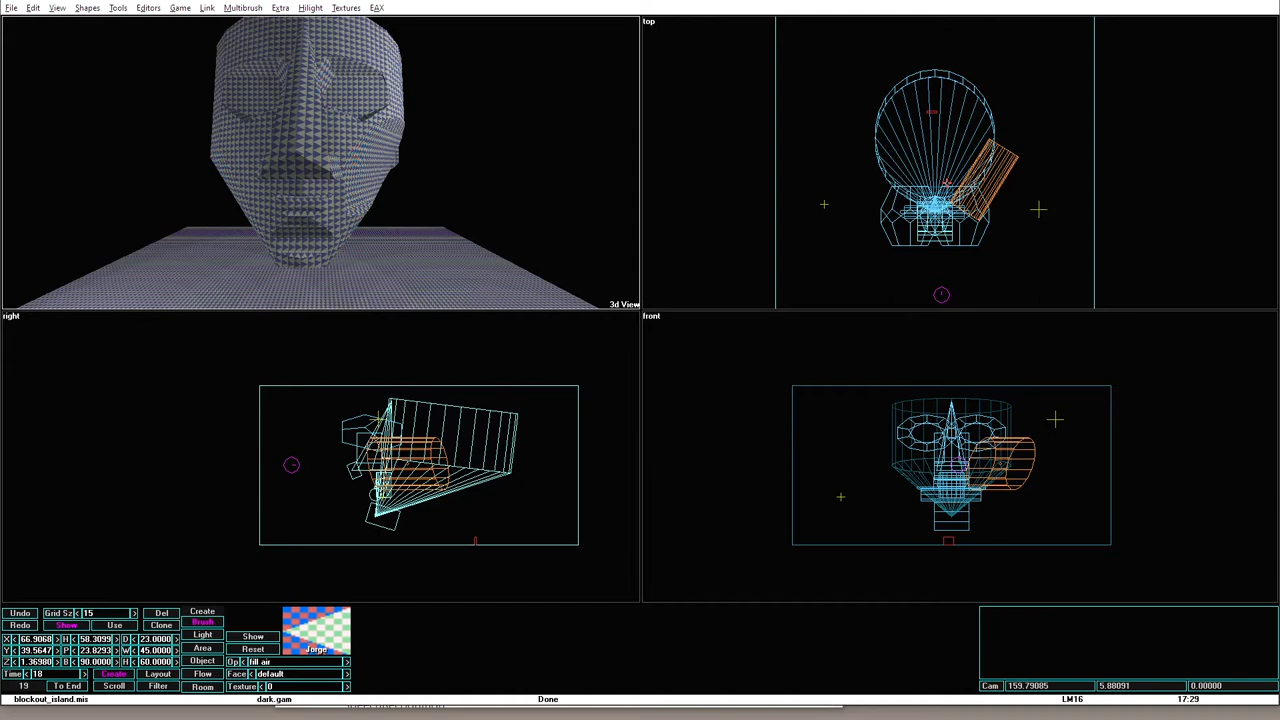 File Edit View Shapes Tools Editors Game Link Multibrush Extra Hilight Textures EAX
top
3d View
right
front
Undo Grid Sz < 15 > Del Create
Redo Show Use Clone Brush
X < 66.9068 > H < 58.3099 > D < 23.0000 > Light Show
Y < 39.5647 > P < 23.8293 > W < 45.0000 > Area Reset
Z < 1.36980 > B < 90.0000 > H < 60.0000 > Object Op < fill air >
Time < 18 > Create Layout Flow Face < default >
19 To End Scroll Filter Room Texture < 0 >
Jorge
Cam 159.79085 5.88091 0.00000
blockout_island.mis dark.gam Done LM16 17:29